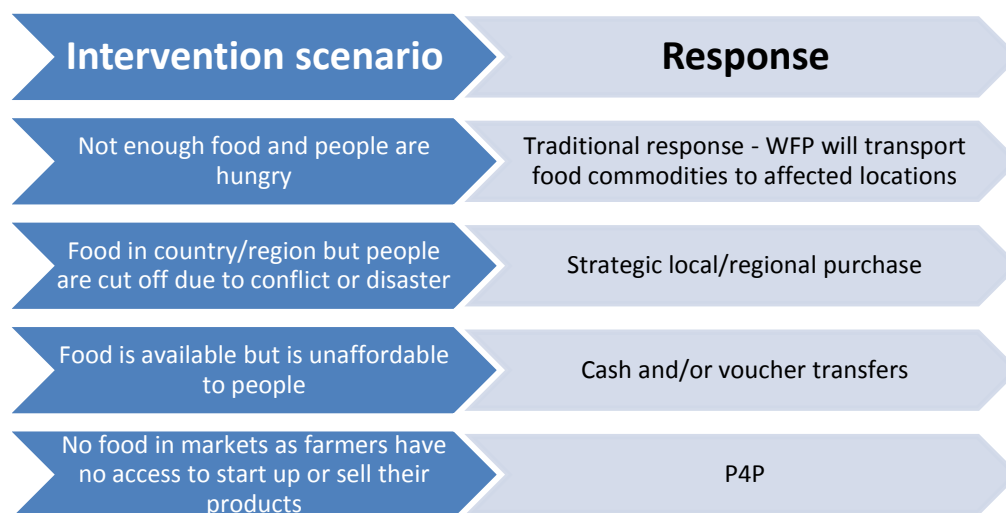 Intervention scenario
Response
Not enough food and people are
hungry
Traditional response - WFP will transport
food commodities to affected locations
Food in country/region but people
are cut off due to conflict or disaster
Strategic local/regional purchase
Food is available but is unaffordable
to people
Cash and/or voucher transfers
No food in markets as farmers have
no access to start up or sell their
products
P4P